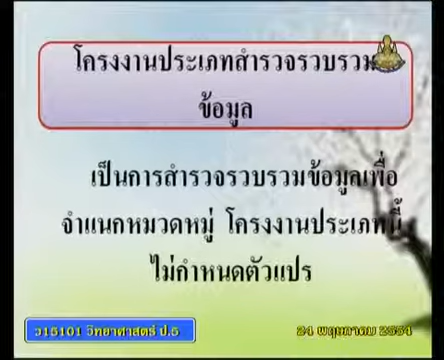 โครงงานประเภทสำรวจรวบรวม
ข้อมูล
เป็นการสำรวจรวบรวมข้อมูลเพื่อ
จำแนกหมวดหมู่ โครงงานประเภทนี้
ไม่กำหนดตัวแปร
ว15101 วิทยาศาสตร์ ป.5
24 พฤษภาคม 2554